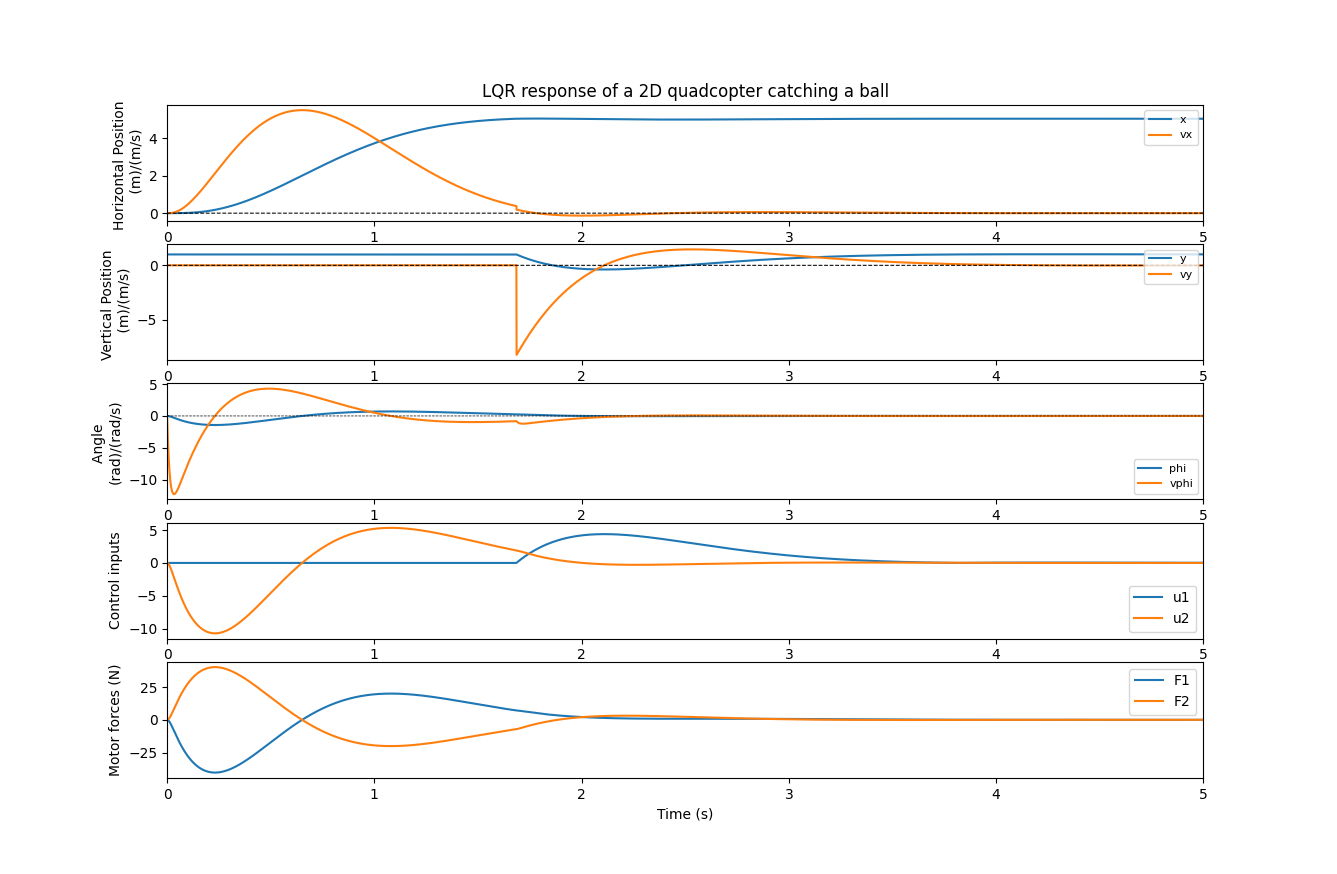 LQR response of a 2D quadcopter catching a ball
Horizontal Position
(m)/(m/s)
4
2
0
x
vx
0 1 2 3 4 5
Vertical Position
(m)/(m/s)
0
−5
y
vy
0 1 2 3 4 5
Angle
(rad)/(rad/s)
5
0
−5
−10
phi
vphi
0 1 2 3 4 5
Control inputs
5
0
−5
−10
u1
u2
0 1 2 3 4 5
Motor forces (N)
25
0
−25
F1
F2
0 1 2 3 4 5
Time (s)